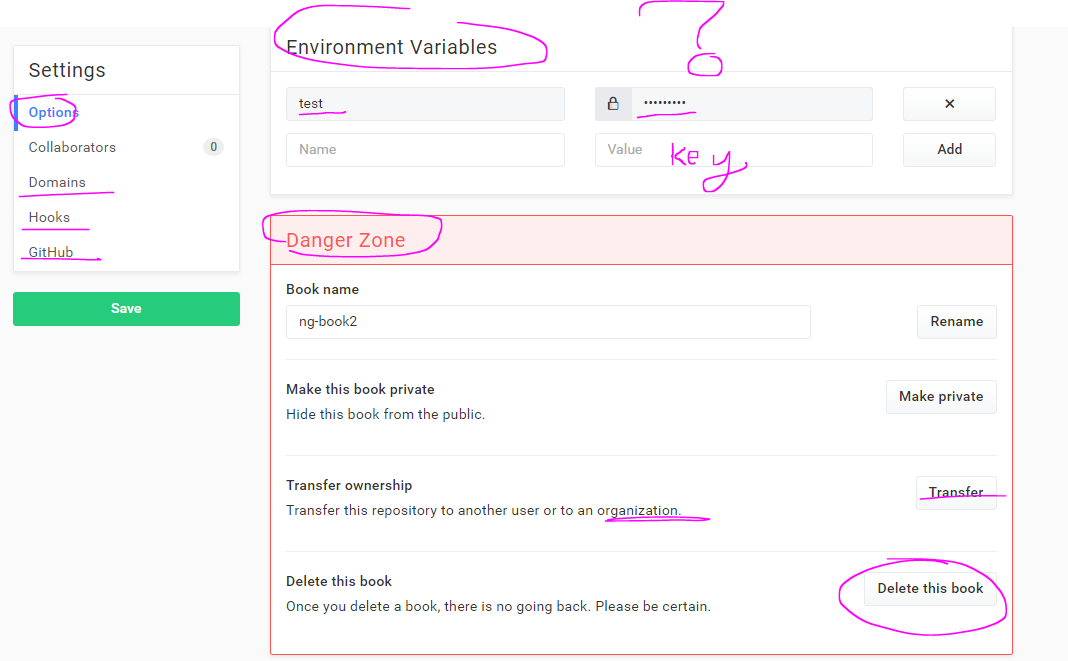 Settings
Options
Collaborators 0
Domains
Hooks
GitHub
Save
Environment Variables ?
test •••••••••  ✕
Name Value key Add
Danger Zone
Book name
ng-book2 Rename
Make this book private
Hide this book from the public. Make private
Transfer ownership
Transfer this repository to another user or to an organization. Transfer
Delete this book
Once you delete a book, there is no going back. Please be certain. Delete this book